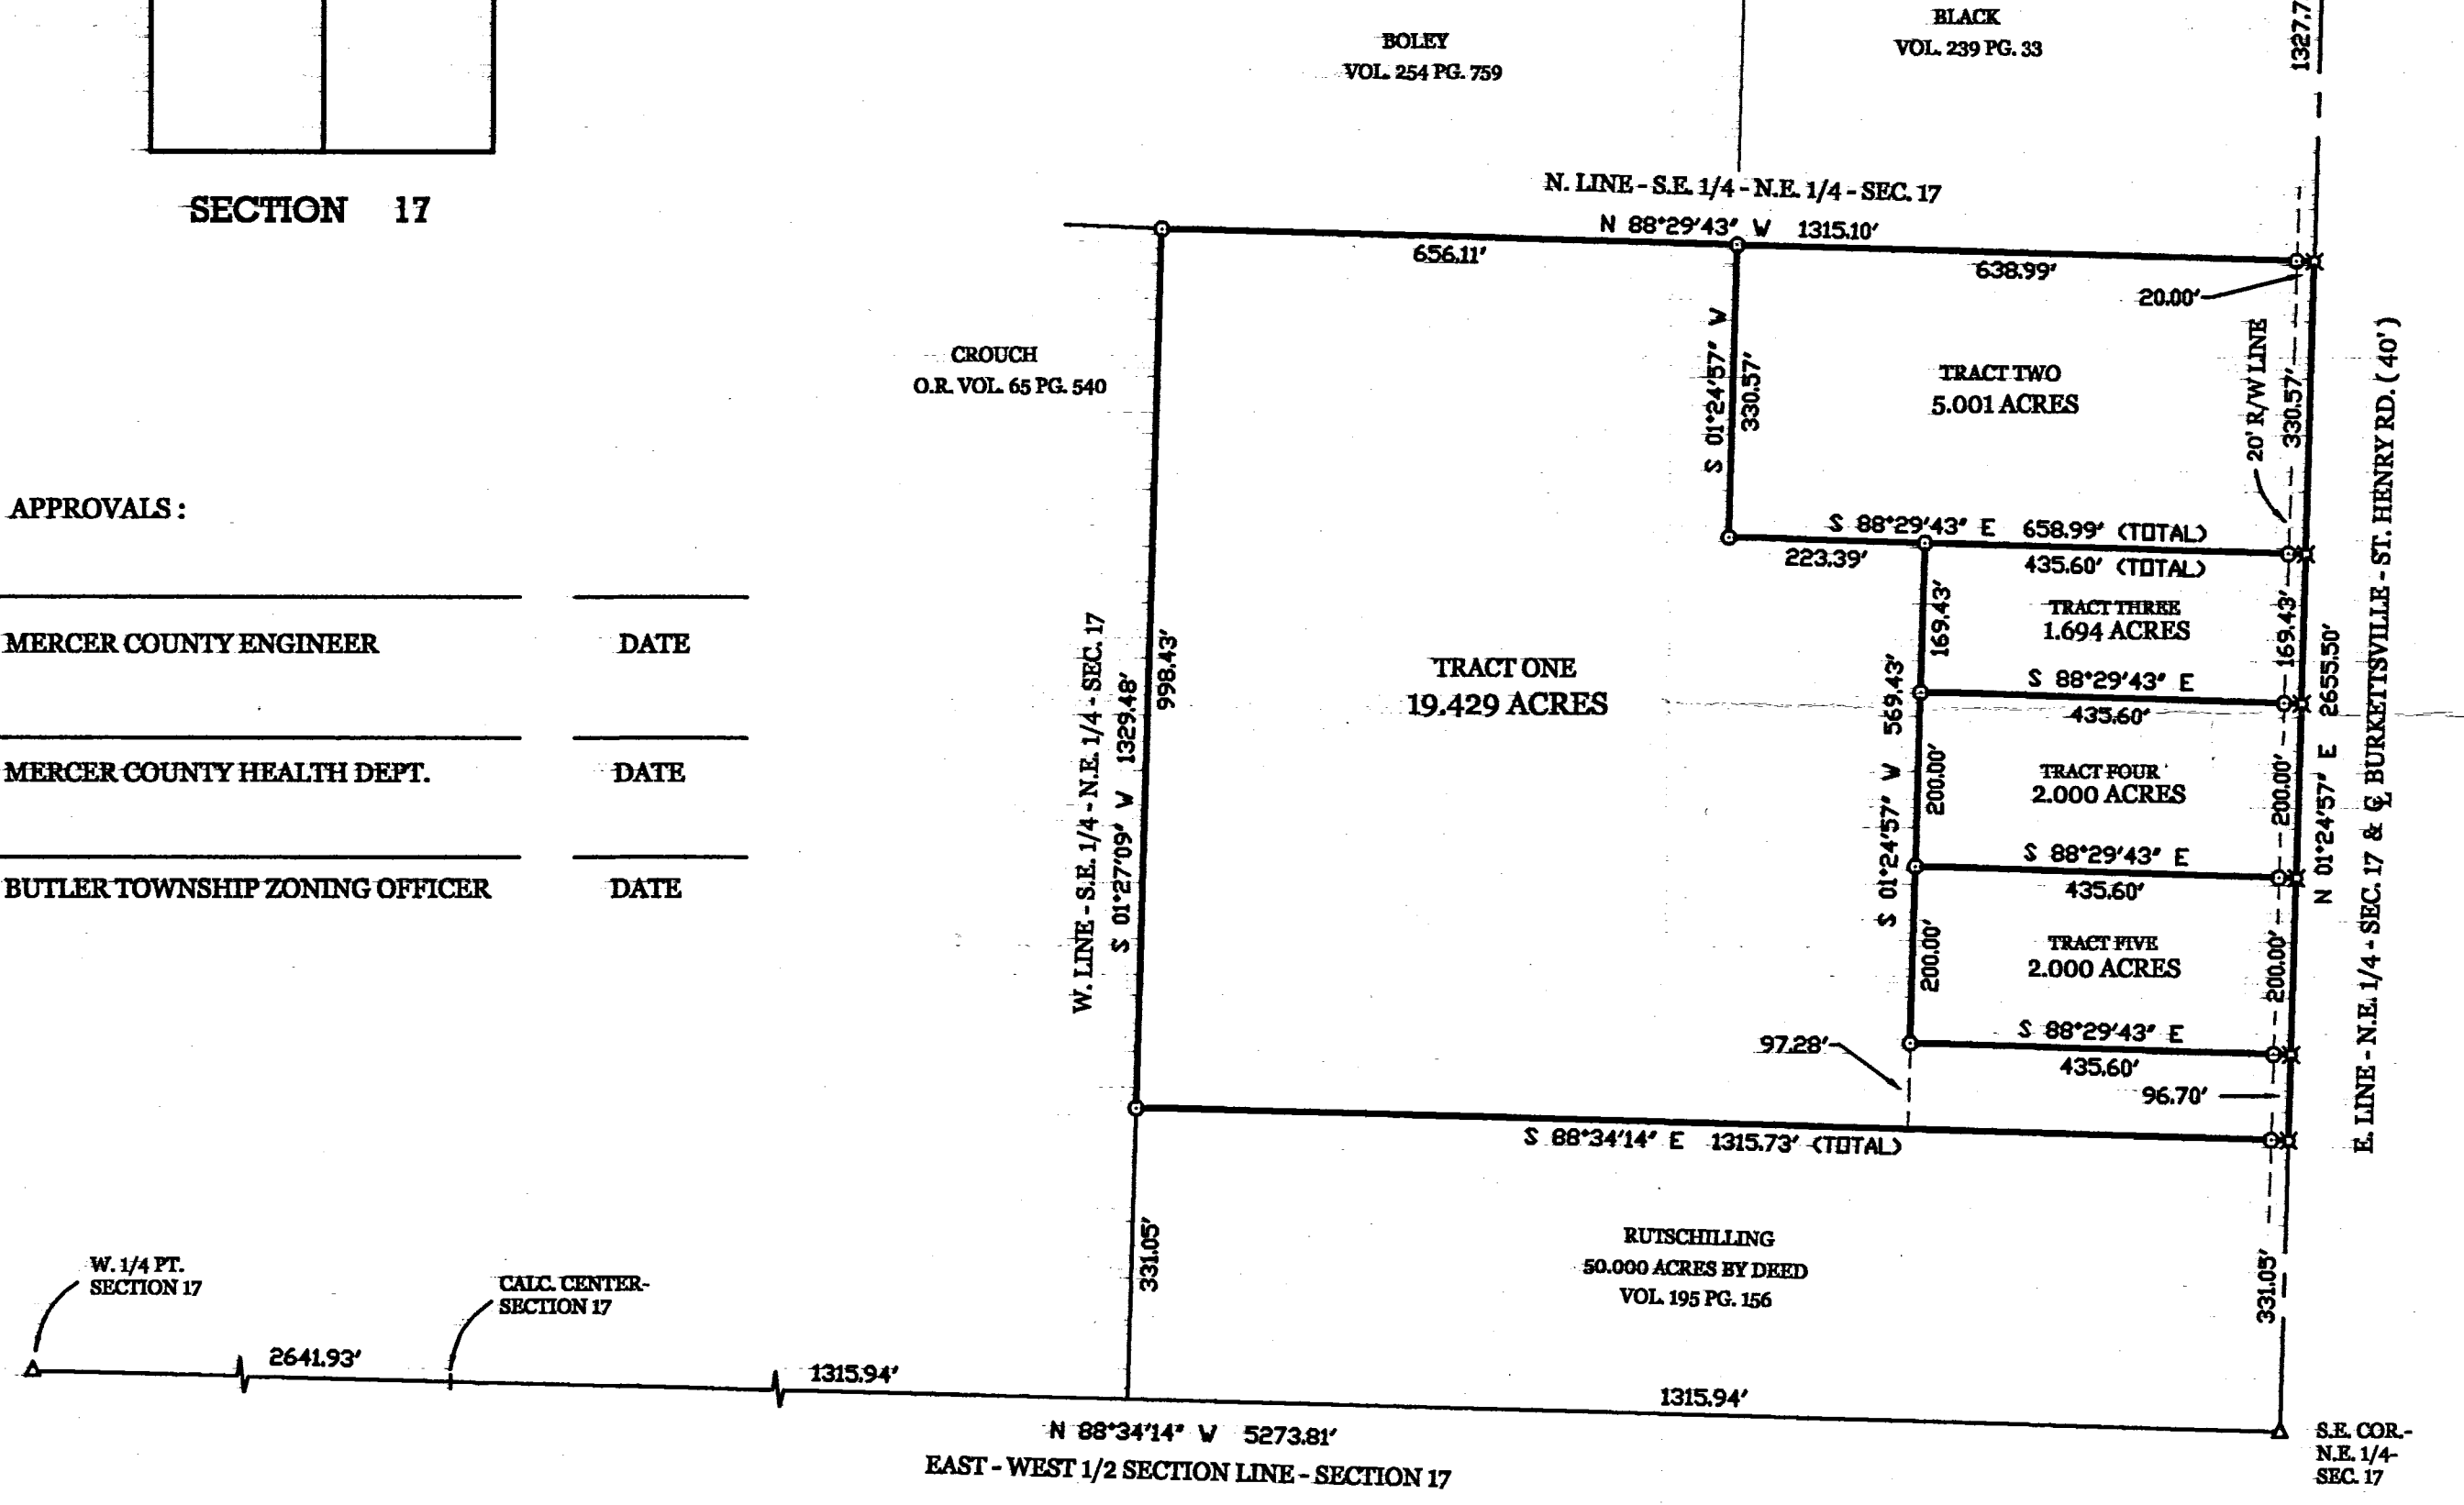 SECTION 17
BOLEY
VOL. 254 PG. 759
BLACK
VOL. 239 PG. 33
1327.7
N. LINE - S.E. 1/4 - N.E. 1/4 - SEC. 17
N 88°29'43" W 1315.10'
656.11'
638.99'
20.00'
CROUCH
O.R. VOL. 65 PG. 540
S 01°24'57" W
330.57'
TRACT TWO
5.001 ACRES
20' R/W LINE
330.57'
S 88°29'43" E 658.99' (TOTAL)
223.39'
435.60' (TOTAL)
APPROVALS :
MERCER COUNTY ENGINEER DATE
MERCER COUNTY HEALTH DEPT. DATE
BUTLER TOWNSHIP ZONING OFFICER DATE
W. LINE - S.E. 1/4 - N.E. 1/4 - SEC. 17
S 01°27'09" W 1329.48'
998.43'
TRACT ONE
19.429 ACRES
S 01°24'57" W 569.43'
169.43'
TRACT THREE
1.694 ACRES
169.43'
S 88°29'43" E
435.60'
200.00'
TRACT FOUR
2.000 ACRES
200.00'
S 88°29'43" E
435.60'
200.00'
TRACT FIVE
2.000 ACRES
200.00'
S 88°29'43" E
435.60'
97.28'
96.70'
N 01°24'57" E 2655.50'
E. LINE - N.E. 1/4 - SEC. 17 & ℄ BURKETTSVILLE - ST. HENRY RD. ( 40' )
S 88°34'14" E 1315.73' (TOTAL)
331.05'
RUTSCHILLING
50.000 ACRES BY DEED
VOL. 195 PG. 156
331.05'
W. 1/4 PT.
SECTION 17
CALC. CENTER-
SECTION 17
2641.93'
1315.94'
1315.94'
N 88°34'14" W 5273.81'
EAST - WEST 1/2 SECTION LINE - SECTION 17
S.E. COR.-
N.E. 1/4-
SEC. 17